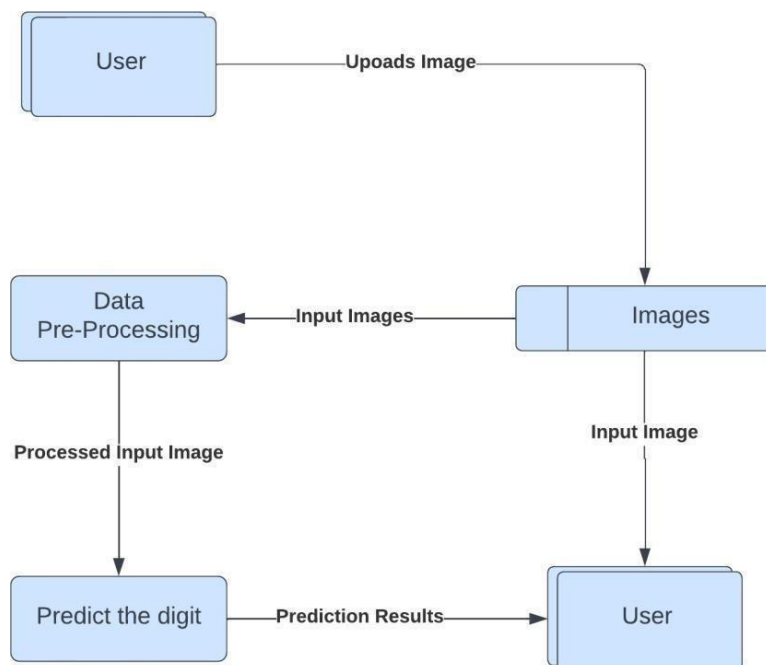 User
Upoads Image
Data
Pre-Processing
Input Images
Images
Processed Input Image
Input Image
Predict the digit
Prediction Results
User